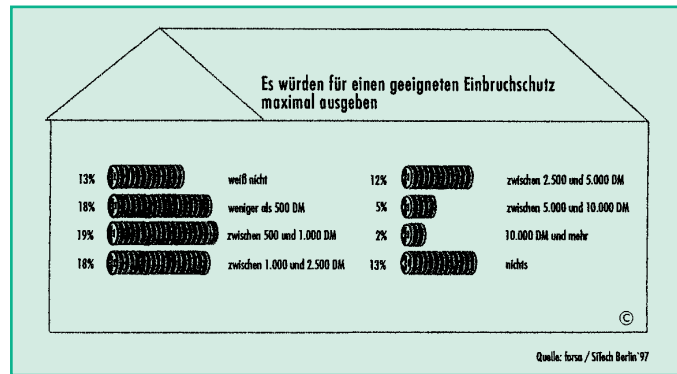 Es würden für einen geeigneten Einbruchschutz
maximal ausgeben
13% weiß nicht
18% weniger als 500 DM
19% zwischen 500 und 1.000 DM
18% zwischen 1.000 und 2.500 DM
12% zwischen 2.500 und 5.000 DM
5% zwischen 5.000 und 10.000 DM
2% 10.000 DM und mehr
13% nichts
©
Quelle: forsa / SiTech Berlin'97